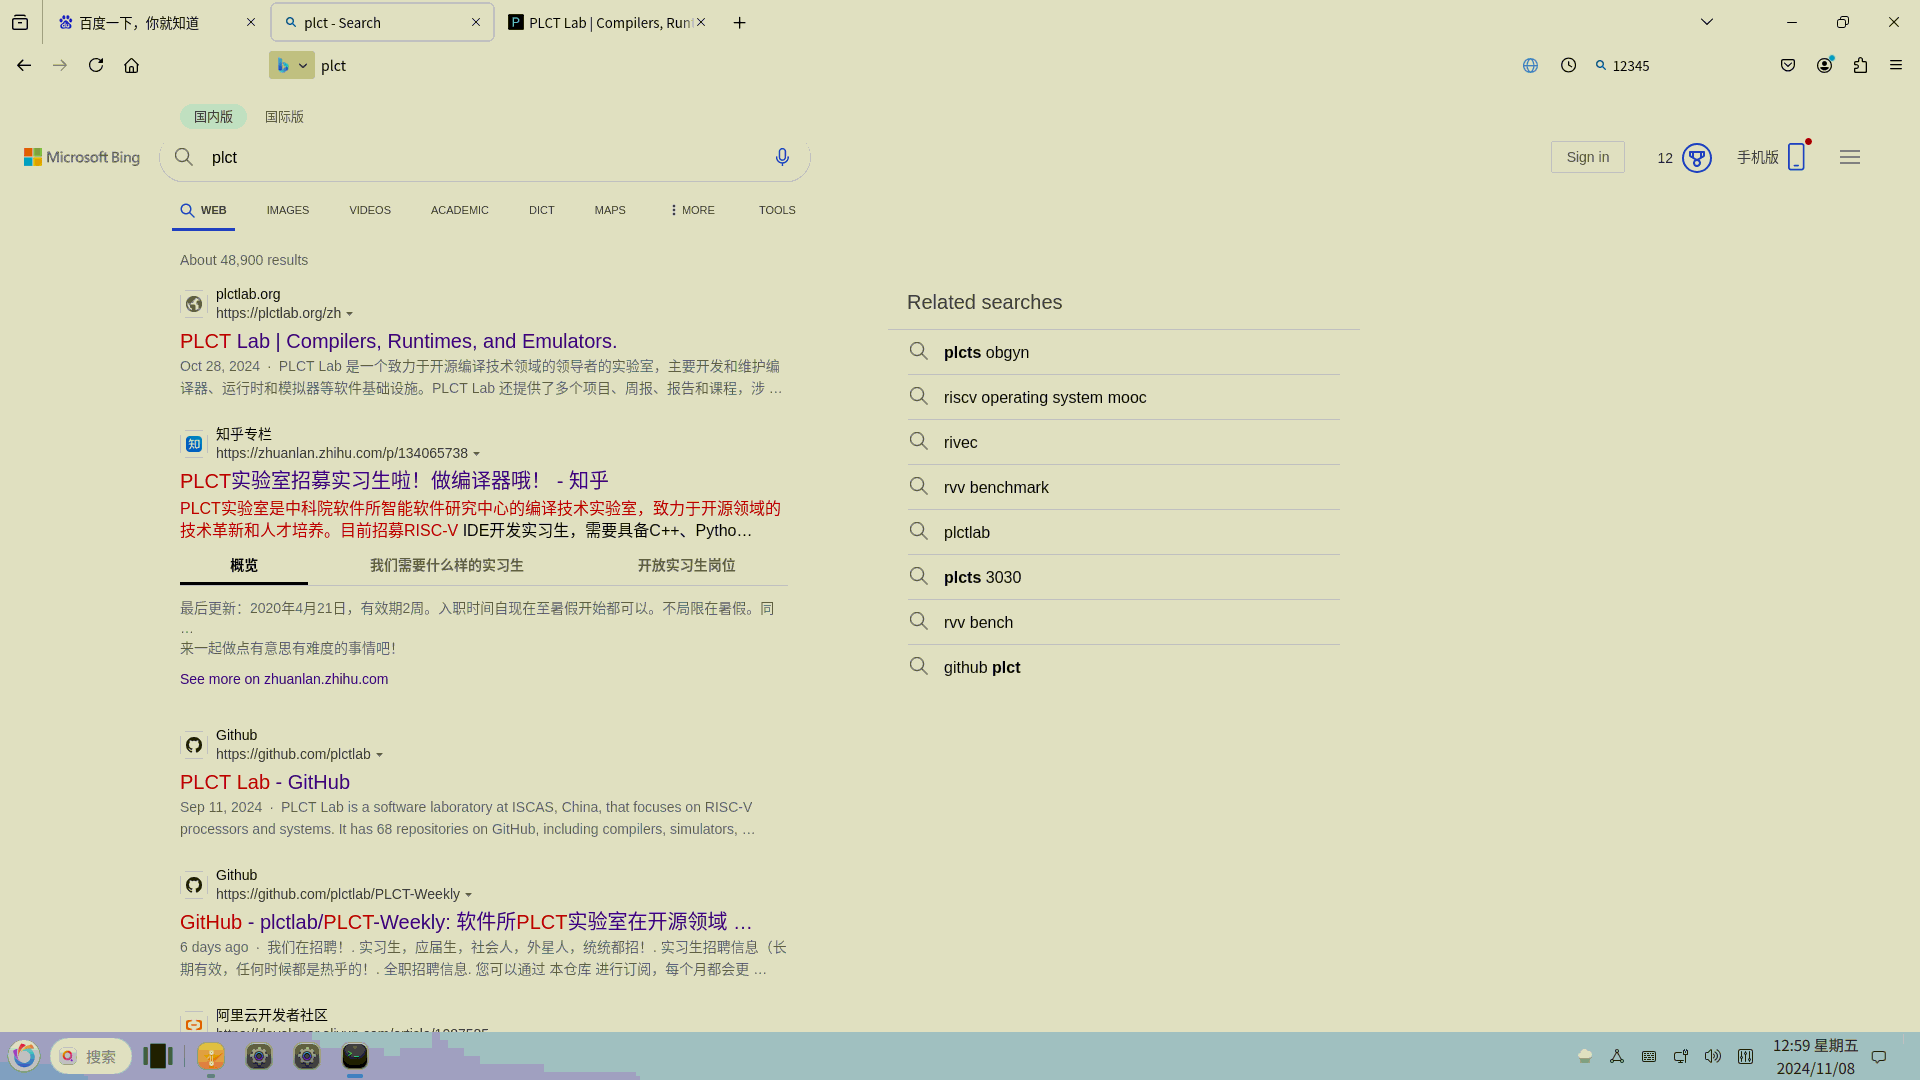 百度一下，你就知道
plct - Search
PLCT Lab | Compilers, Run
plct
12345
国内版
国际版
Microsoft Bing
plct
Sign in
12
手机版
WEB
IMAGES
VIDEOS
ACADEMIC
DICT
MAPS
MORE
TOOLS
About 48,900 results
plctlab.org
https://plctlab.org/zh
PLCT Lab | Compilers, Runtimes, and Emulators.
Oct 28, 2024 · PLCT Lab 是一个致力于开源编译技术领域的领导者的实验室，主要开发和维护编
译器、运行时和模拟器等软件基础设施。PLCT Lab 还提供了多个项目、周报、报告和课程，涉 …
知乎专栏
https://zhuanlan.zhihu.com/p/134065738
PLCT实验室招募实习生啦！做编译器哦！ - 知乎
PLCT实验室是中科院软件所智能软件研究中心的编译技术实验室，致力于开源领域的
技术革新和人才培养。目前招募RISC-V IDE开发实习生，需要具备C++、Pytho…
概览
我们需要什么样的实习生
开放实习生岗位
最后更新：2020年4月21日，有效期2周。入职时间自现在至暑假开始都可以。不局限在暑假。同
…
来一起做点有意思有难度的事情吧！
See more on zhuanlan.zhihu.com
Github
https://github.com/plctlab
PLCT Lab - GitHub
Sep 11, 2024 · PLCT Lab is a software laboratory at ISCAS, China, that focuses on RISC-V
processors and systems. It has 68 repositories on GitHub, including compilers, simulators, …
Github
https://github.com/plctlab/PLCT-Weekly
GitHub - plctlab/PLCT-Weekly: 软件所PLCT实验室在开源领域 …
6 days ago · 我们在招聘！. 实习生，应届生，社会人，外星人，统统都招！. 实习生招聘信息（长
期有效，任何时候都是热乎的！. 全职招聘信息. 您可以通过 本仓库 进行订阅，每个月都会更 …
阿里云开发者社区
Related searches
plcts obgyn
riscv operating system mooc
rivec
rvv benchmark
plctlab
plcts 3030
rvv bench
github plct
搜索
12:59 星期五
2024/11/08